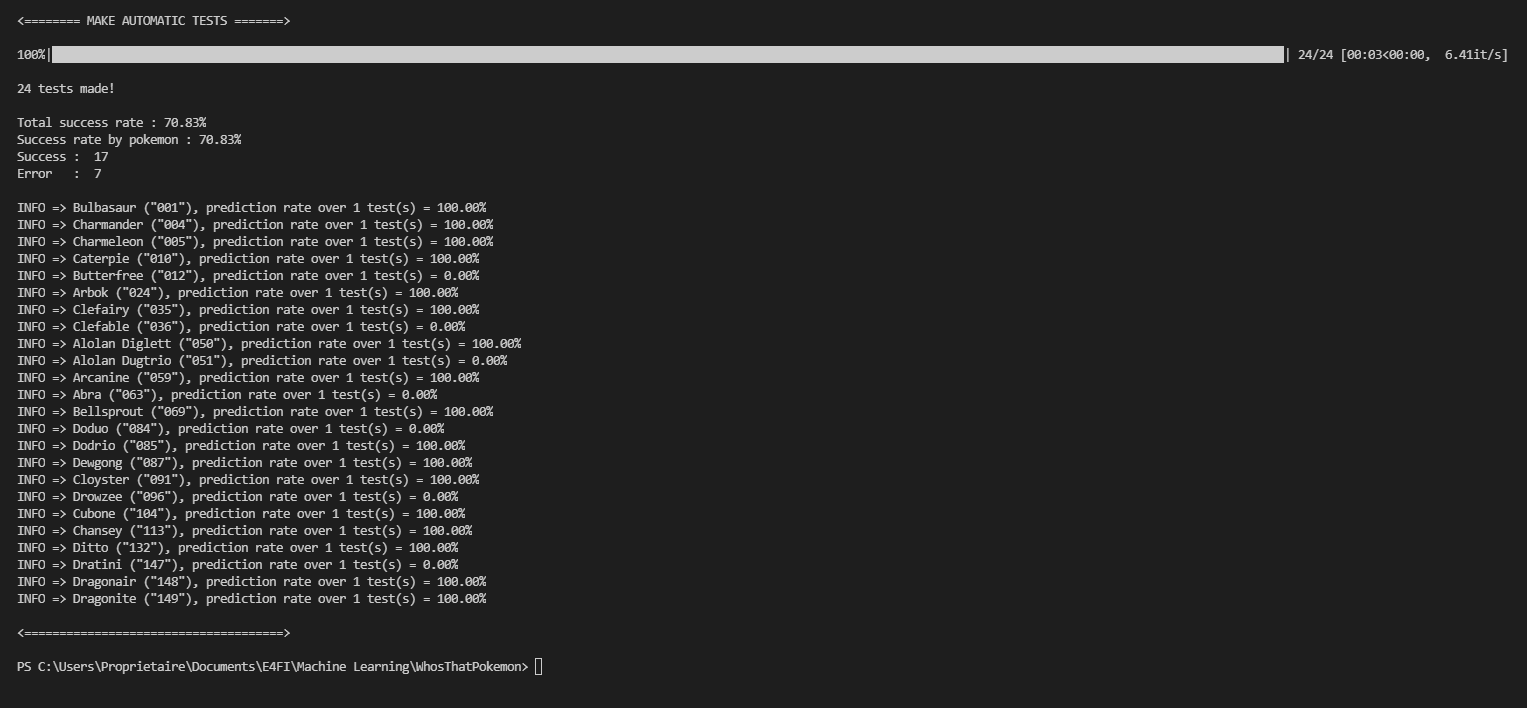 <======== MAKE AUTOMATIC TESTS =======>
100%| | 24/24 [00:03<00:00,  6.41it/s]
24 tests made!
Total success rate : 70.83%
Success rate by pokemon : 70.83%
Success :  17
Error   :  7
INFO => Bulbasaur ("001"), prediction rate over 1 test(s) = 100.00%
INFO => Charmander ("004"), prediction rate over 1 test(s) = 100.00%
INFO => Charmeleon ("005"), prediction rate over 1 test(s) = 100.00%
INFO => Caterpie ("010"), prediction rate over 1 test(s) = 100.00%
INFO => Butterfree ("012"), prediction rate over 1 test(s) = 0.00%
INFO => Arbok ("024"), prediction rate over 1 test(s) = 100.00%
INFO => Clefairy ("035"), prediction rate over 1 test(s) = 100.00%
INFO => Clefable ("036"), prediction rate over 1 test(s) = 0.00%
INFO => Alolan Diglett ("050"), prediction rate over 1 test(s) = 100.00%
INFO => Alolan Dugtrio ("051"), prediction rate over 1 test(s) = 0.00%
INFO => Arcanine ("059"), prediction rate over 1 test(s) = 100.00%
INFO => Abra ("063"), prediction rate over 1 test(s) = 0.00%
INFO => Bellsprout ("069"), prediction rate over 1 test(s) = 100.00%
INFO => Doduo ("084"), prediction rate over 1 test(s) = 0.00%
INFO => Dodrio ("085"), prediction rate over 1 test(s) = 100.00%
INFO => Dewgong ("087"), prediction rate over 1 test(s) = 100.00%
INFO => Cloyster ("091"), prediction rate over 1 test(s) = 100.00%
INFO => Drowzee ("096"), prediction rate over 1 test(s) = 0.00%
INFO => Cubone ("104"), prediction rate over 1 test(s) = 100.00%
INFO => Chansey ("113"), prediction rate over 1 test(s) = 100.00%
INFO => Ditto ("132"), prediction rate over 1 test(s) = 100.00%
INFO => Dratini ("147"), prediction rate over 1 test(s) = 0.00%
INFO => Dragonair ("148"), prediction rate over 1 test(s) = 100.00%
INFO => Dragonite ("149"), prediction rate over 1 test(s) = 100.00%
<=====================================>
PS C:\Users\Proprietaire\Documents\E4FI\Machine Learning\WhosThatPokemon>